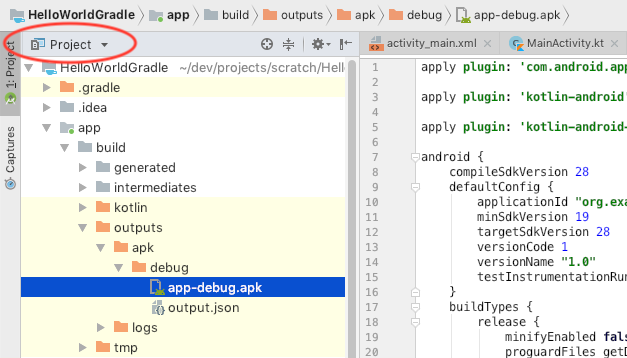 HelloWorldGradle app build outputs apk debug app-debug.apk
Project
activity_main.xml MainActivity.kt
1: Project
Captures
HelloWorldGradle ~/dev/projects/scratch/Hell
.gradle
.idea
app
build
generated
intermediates
kotlin
outputs
apk
debug
app-debug.apk
output.json
logs
tmp
1 apply plugin: 'com.android.app
2
3 apply plugin: 'kotlin-android'
4
5 apply plugin: 'kotlin-android-
6
7 android {
8 compileSdkVersion 28
9 defaultConfig {
10 applicationId "org.exa
11 minSdkVersion 19
12 targetSdkVersion 28
13 versionCode 1
14 versionName "1.0"
15 testInstrumentationRun
16 }
17 buildTypes {
18 release {
19 minifyEnabled fals
20 proguardFiles getD